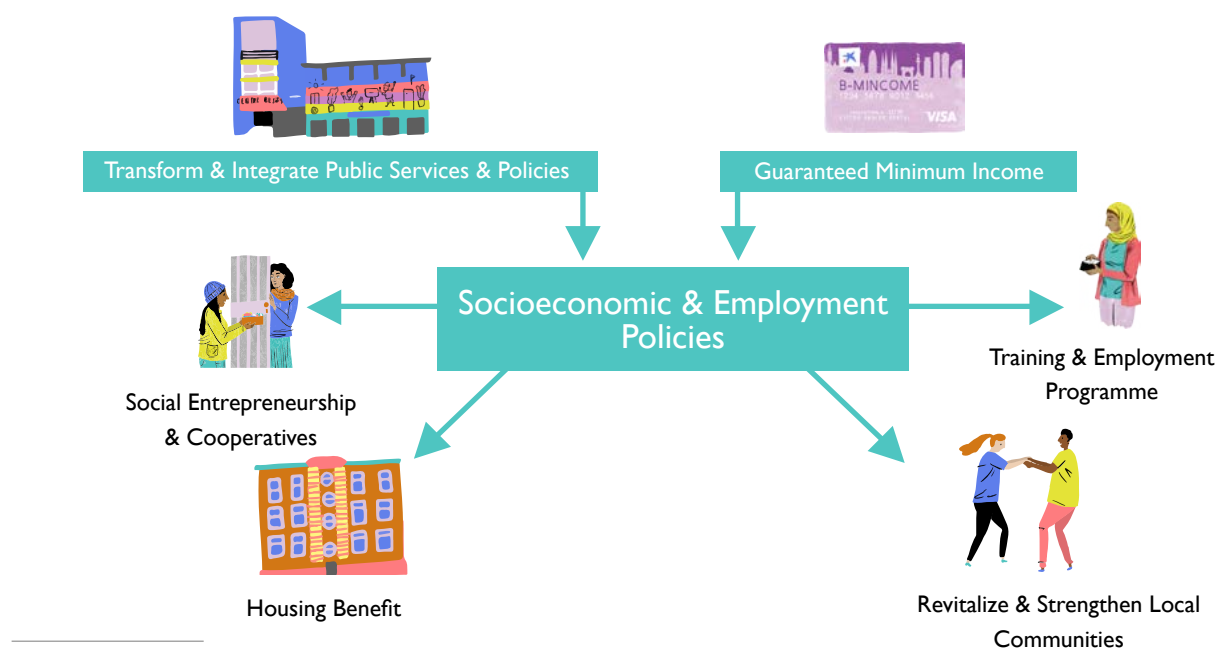 B-MINCOME
VISA
Transform & Integrate Public Services & Policies
Guaranteed Minimum Income
Socioeconomic & Employment
Policies
Training & Employment
Programme
Social Entrepreneurship
& Cooperatives
Housing Benefit
Revitalize & Strengthen Local
Communities